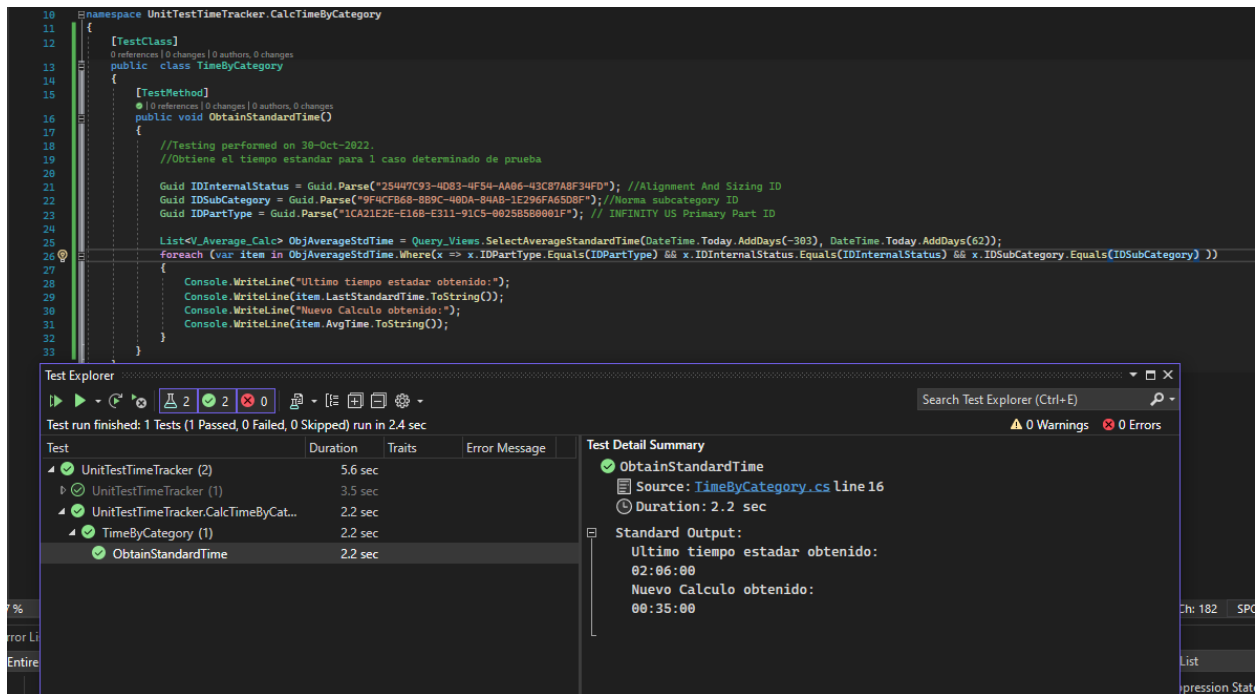 10 namespace UnitTestTimeTracker.CalcTimeByCategory
11 {
12 [TestClass]
0 references | 0 changes | 0 authors, 0 changes
13 public class TimeByCategory
14 {
15 [TestMethod]
| 0 references | 0 changes | 0 authors, 0 changes
16 public void ObtainStandardTime()
17 {
18 //Testing performed on 30-Oct-2022.
19 //Obtiene el tiempo estandar para 1 caso determinado de prueba
20
21 Guid IDInternalStatus = Guid.Parse("25447C93-4D83-4F54-AA06-43C87A8F34FD"); //Alignment And Sizing ID
22 Guid IDSubCategory = Guid.Parse("9F4CFB68-8B9C-40DA-84AB-1E296FA65D8F");//Norma subcategory ID
23 Guid IDPartType = Guid.Parse("1CA21E2E-E16B-E311-91C5-0025B5B0001F"); // INFINITY US Primary Part ID
24
25 List<V_Average_Calc> ObjAverageStdTime = Query_Views.SelectAverageStandardTime(DateTime.Today.AddDays(-303), DateTime.Today.AddDays(62));
26 foreach (var item in ObjAverageStdTime.Where(x => x.IDPartType.Equals(IDPartType) && x.IDInternalStatus.Equals(IDInternalStatus) && x.IDSubCategory.Equals(IDSubCategory) ))
27 {
28 Console.WriteLine("Ultimo tiempo estadar obtenido:");
29 Console.WriteLine(item.LastStandardTime.ToString());
30 Console.WriteLine("Nuevo Calculo obtenido:");
31 Console.WriteLine(item.AvgTime.ToString());
32 }
33 }
Test Explorer
2 2 0 Search Test Explorer (Ctrl+E)
Test run finished: 1 Tests (1 Passed, 0 Failed, 0 Skipped) run in 2.4 sec 0 Warnings 0 Errors
Test Duration Traits Error Message
UnitTestTimeTracker (2) 5.6 sec
UnitTestTimeTracker (1) 3.5 sec
UnitTestTimeTracker.CalcTimeByCat... 2.2 sec
TimeByCategory (1) 2.2 sec
ObtainStandardTime 2.2 sec
Test Detail Summary
ObtainStandardTime
Source: TimeByCategory.cs line 16
Duration: 2.2 sec
Standard Output:
Ultimo tiempo estadar obtenido:
02:06:00
Nuevo Calculo obtenido:
00:35:00
Ch: 182 SPC
Entire
List